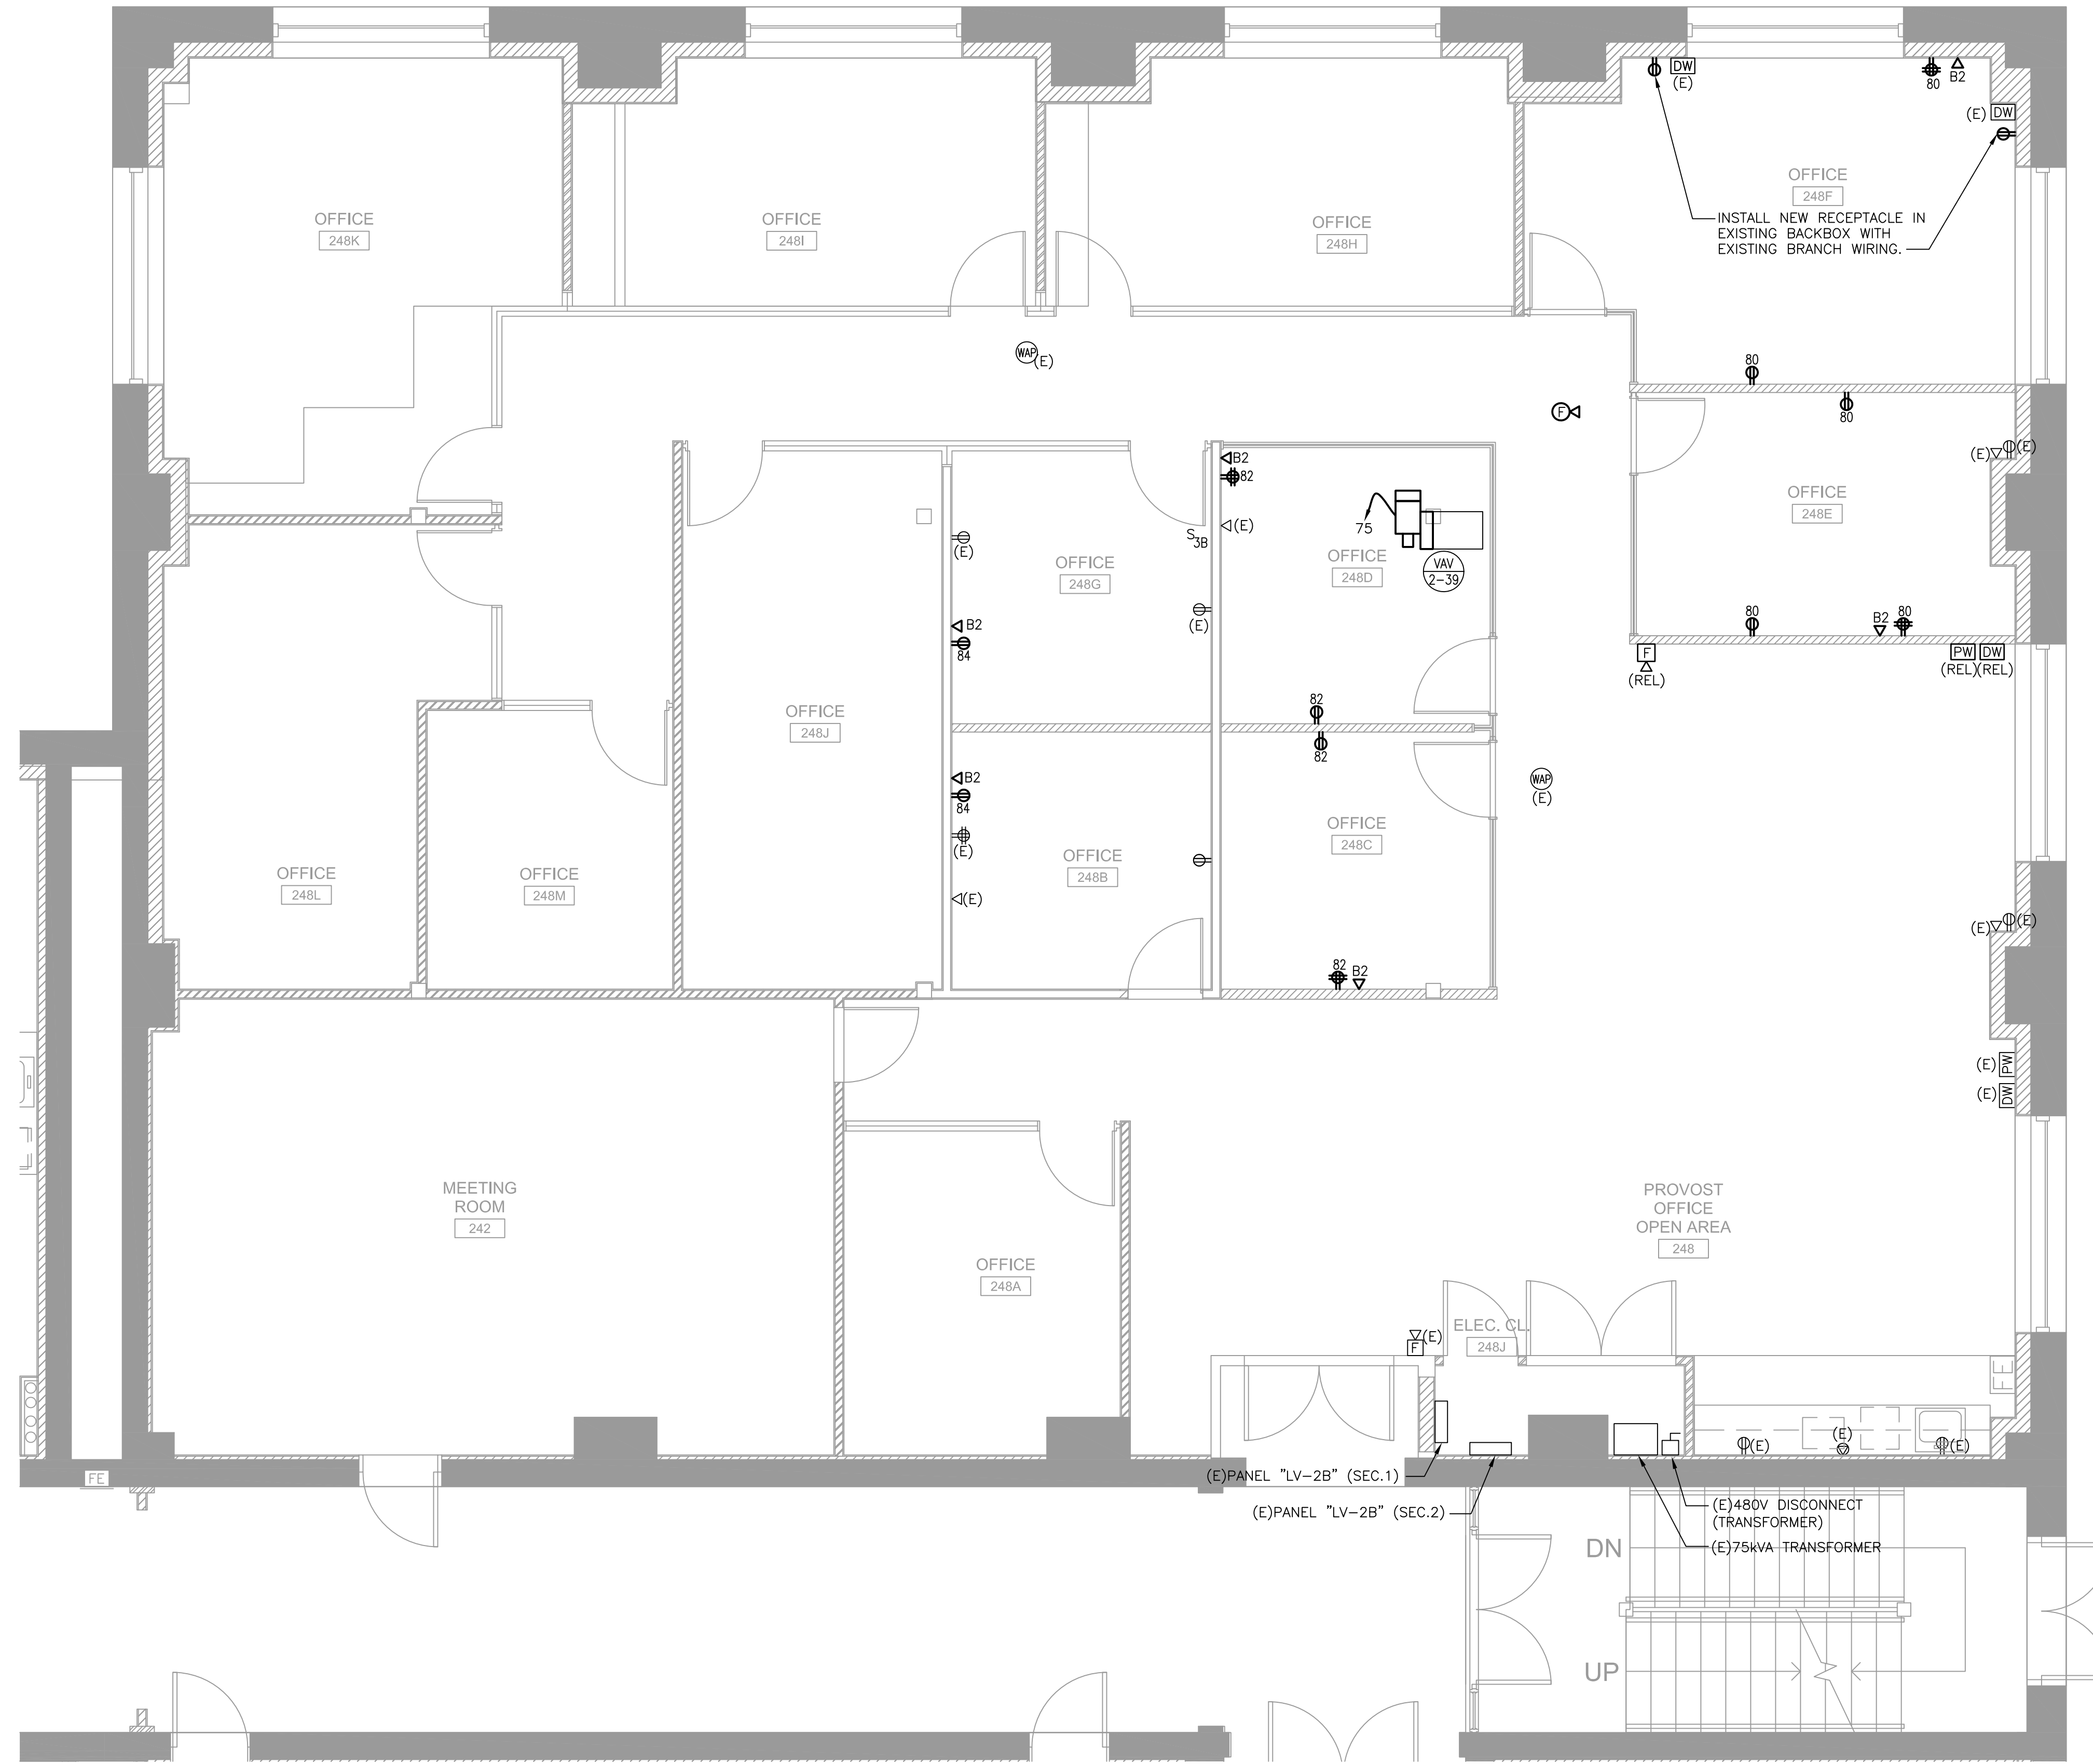 DW
(E)
80
B2
(E) DW
OFFICE
248F
INSTALL NEW RECEPTACLE IN
EXISTING BACKBOX WITH
EXISTING BRANCH WIRING.
OFFICE
248K
OFFICE
248I
OFFICE
248H
WAP
(E)
80
80
F
(E)
(E)
OFFICE
248E
80
B2
80
F
(REL)
PW DW
(REL)(REL)
B2
82
(E)
75
OFFICE
248D
VAV
2-39
(E)
S3B
OFFICE
248G
(E)
B2
84
OFFICE
248J
82
82
B2
84
(E)
(E)
OFFICE
248B
WAP
(E)
OFFICE
248C
82
B2
OFFICE
248L
OFFICE
248M
(E)
(E)
(E) PW
(E) DW
MEETING
ROOM
242
OFFICE
248A
PROVOST
OFFICE
OPEN AREA
248
(E)
F
ELEC. CL.
248J
(E)
(E)
(E)
FE
(E)PANEL "LV-2B" (SEC.1)
(E)PANEL "LV-2B" (SEC.2)
(E)480V DISCONNECT
(TRANSFORMER)
(E)75kVA TRANSFORMER
DN
UP